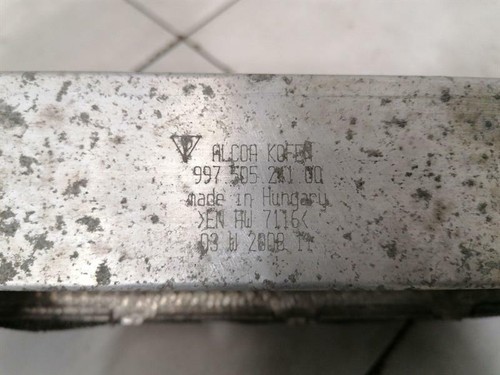 ALCOA KOFEM
997 505 241 00
made in Hungary
>EN AW 7116<
03 W 2008 14